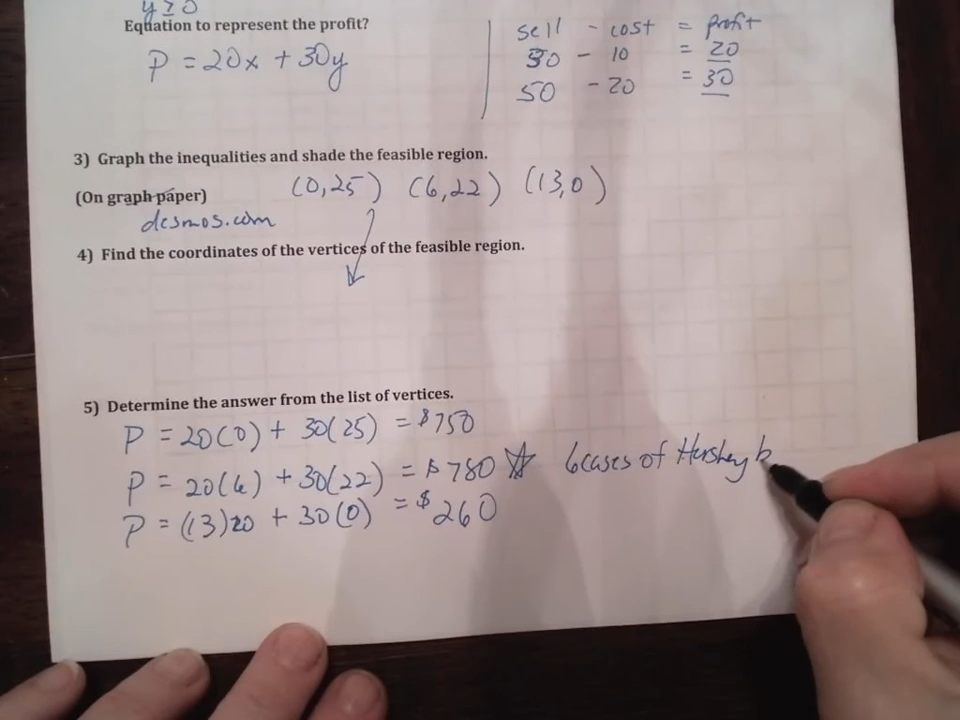 y ≥ 0
Equation to represent the profit?
P = 20x + 30y
sell - cost = profit
30 - 10 = 20
50 - 20 = 30
3) Graph the inequalities and shade the feasible region.
(On graph paper) (0,25) (6,22) (13,0)
desmos.com
4) Find the coordinates of the vertices of the feasible region.
5) Determine the answer from the list of vertices.
P = 20(0) + 30(25) = $750
P = 20(6) + 30(22) = $780 ☆ 6 cases of Hershey b
P = (13)20 + 30(0) = $260